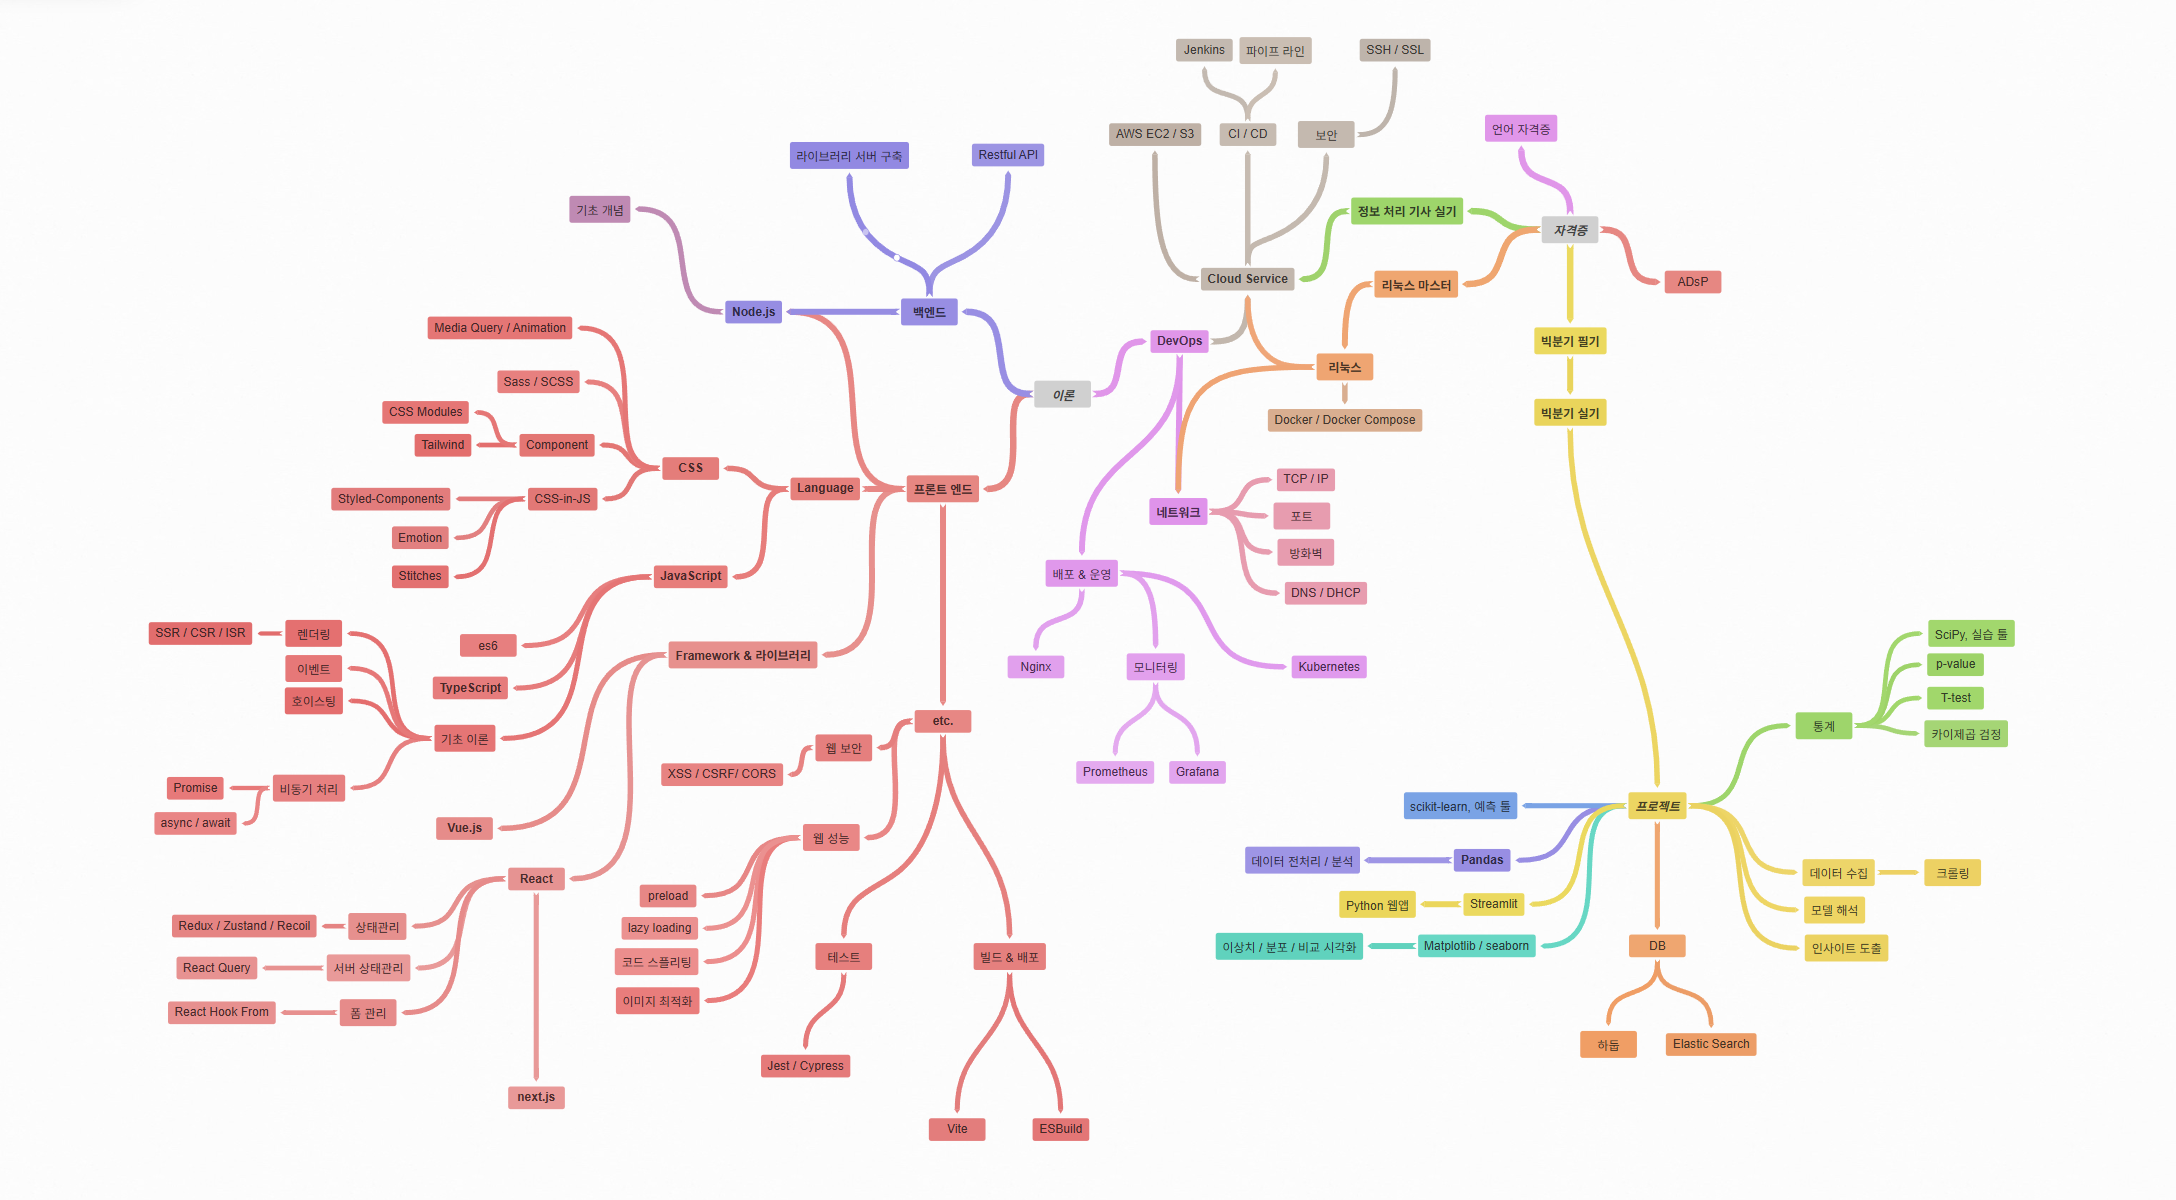 Jenkins
파이프 라인
SSH / SSL
AWS EC2 / S3
CI / CD
보안
언어 자격증
라이브러리 서버 구축
Restful API
기초 개념
정보 처리 기사 실기
자격증
Cloud Service
리눅스 마스터
ADsP
Node.js
백엔드
Media Query / Animation
DevOps
빅분기 필기
리눅스
Sass / SCSS
이론
CSS Modules
Docker / Docker Compose
빅분기 실기
Tailwind
Component
CSS
Language
프론트 엔드
TCP / IP
Styled-Components
CSS-in-JS
네트워크
포트
Emotion
방화벽
Stitches
JavaScript
배포 & 운영
DNS / DHCP
SSR / CSR / ISR
렌더링
es6
Framework & 라이브러리
SciPy, 실습 툴
이벤트
Nginx
모니터링
Kubernetes
p-value
TypeScript
호이스팅
T-test
etc.
통계
기초 이론
웹 보안
카이제곱 검정
XSS / CSRF/ CORS
Prometheus
Grafana
Promise
비동기 처리
scikit-learn, 예측 툴
프로젝트
async / await
Vue.js
웹 성능
데이터 전처리 / 분석
Pandas
React
데이터 수집
크롤링
preload
Python 웹앱
Streamlit
모델 해석
Redux / Zustand / Recoil
상태관리
lazy loading
이상치 / 분포 / 비교 시각화
Matplotlib / seaborn
DB
인사이트 도출
React Query
서버 상태관리
코드 스플리팅
테스트
빌드 & 배포
이미지 최적화
React Hook From
폼 관리
하둡
Elastic Search
Jest / Cypress
next.js
Vite
ESBuild